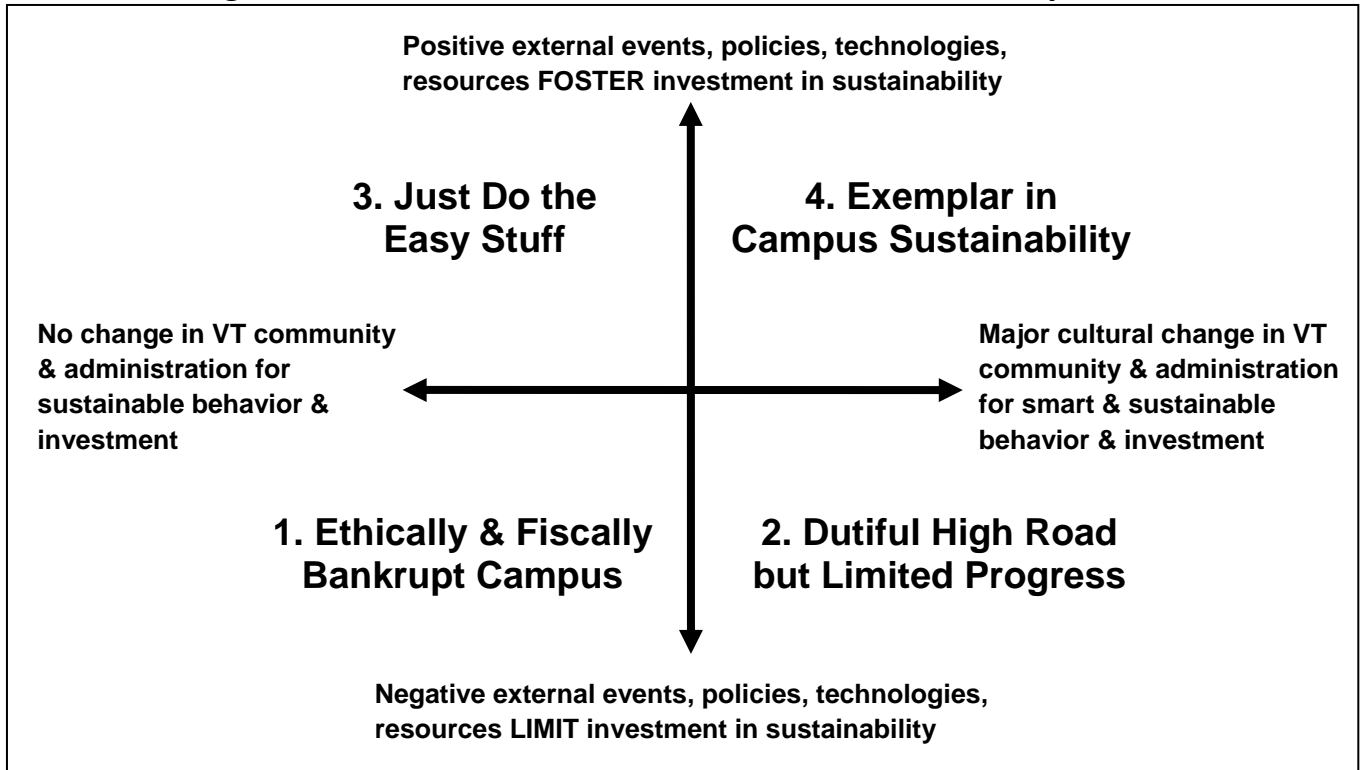 Positive external events, policies, technologies,
resources FOSTER investment in sustainability
3. Just Do the
Easy Stuff
4. Exemplar in
Campus Sustainability
No change in VT community
& administration for
sustainable behavior &
investment
Major cultural change in VT
community & administration
for smart & sustainable
behavior & investment
1. Ethically & Fiscally
Bankrupt Campus
2. Dutiful High Road
but Limited Progress
Negative external events, policies, technologies,
resources LIMIT investment in sustainability